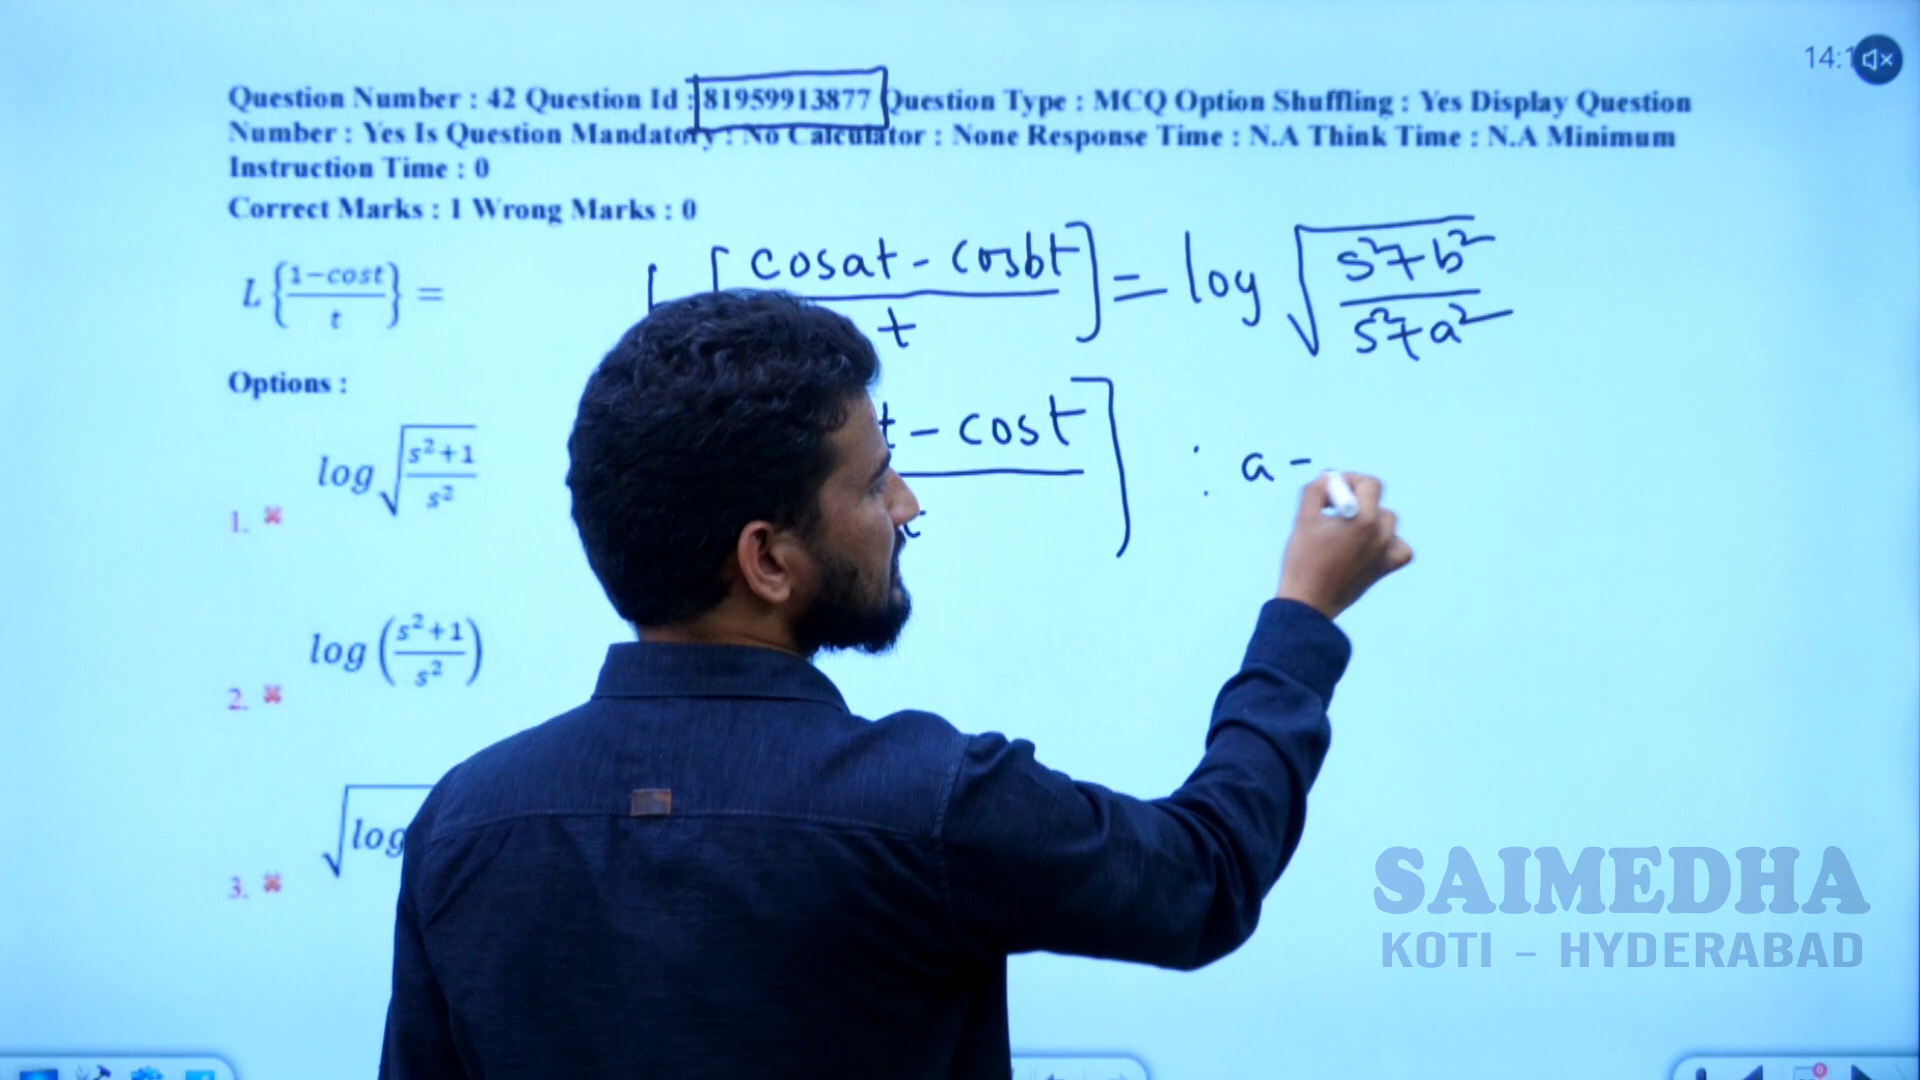 14:1
Question Number : 42 Question Id : 81959913877 Question Type : MCQ Option Shuffling : Yes Display Question
Number : Yes Is Question Mandatory : No Calculator : None Response Time : N.A Think Time : N.A Minimum
Instruction Time : 0
Correct Marks : 1 Wrong Marks : 0
L {1−cost / t} =
[cosat - cosbt / t] = log √(s²+b² / s²+a²)
Options :
t - cost ] : a -
1. log √(s²+1 / s²)
2. log (s²+1 / s²)
3. √log
SAIMEDHA
KOTI - HYDERABAD